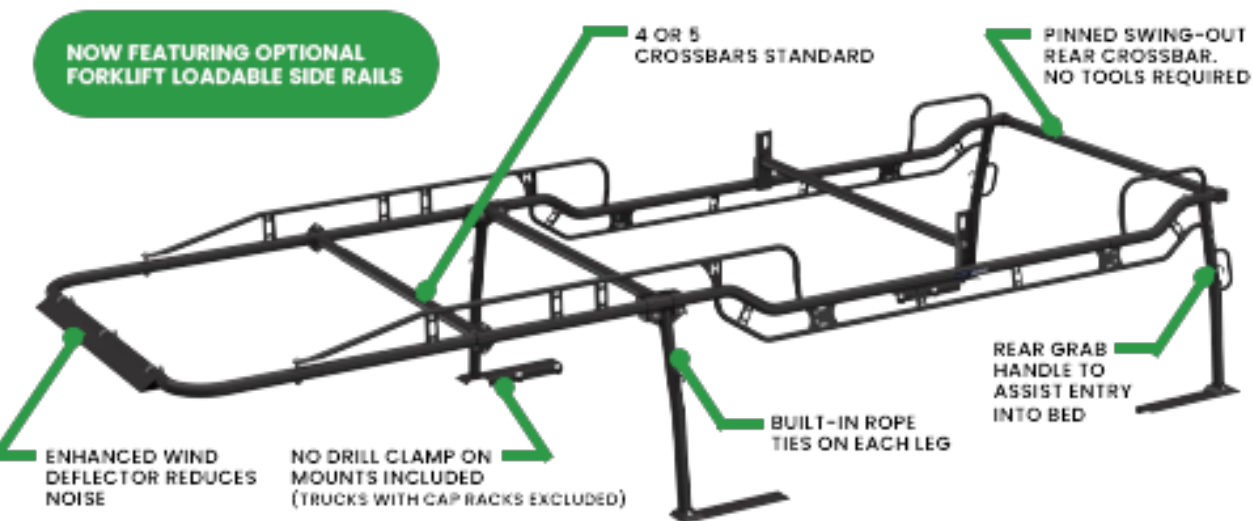 NOW FEATURING OPTIONAL
FORKLIFT LOADABLE SIDE RAILS
4 OR 5
CROSSBARS STANDARD
PINNED SWING-OUT
REAR CROSSBAR.
NO TOOLS REQUIRED
ENHANCED WIND
DEFLECTOR REDUCES
NOISE
NO DRILL CLAMP ON
MOUNTS INCLUDED
(TRUCKS WITH CAP RACKS EXCLUDED)
BUILT-IN ROPE
TIES ON EACH LEG
REAR GRAB
HANDLE TO
ASSIST ENTRY
INTO BED